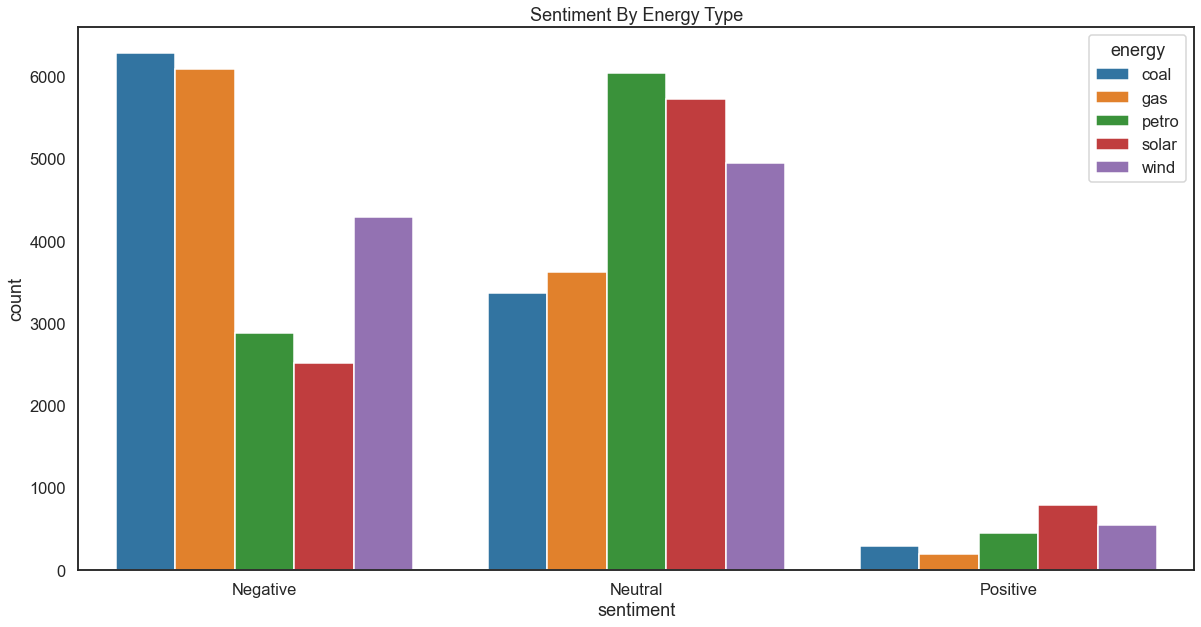 Sentiment By Energy Type
energy
coal
gas
petro
solar
wind
count
6000
5000
4000
3000
2000
1000
0
Negative
Neutral
Positive
sentiment